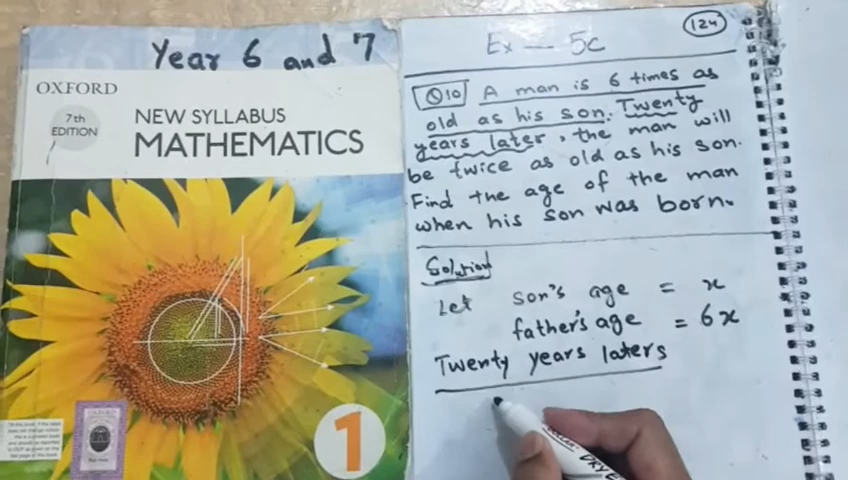 Year 6 and 7
OXFORD
7th
EDITION
NEW SYLLABUS
MATHEMATICS
1
OXFORD
124
Ex — 5c
Q10 A man is 6 times as
old as his son. Twenty
years later, the man will
be twice as old as his son.
Find the age of the man
when his son was born.
Solution
Let son's age = x
father's age = 6x
Twenty years laters
DRY E